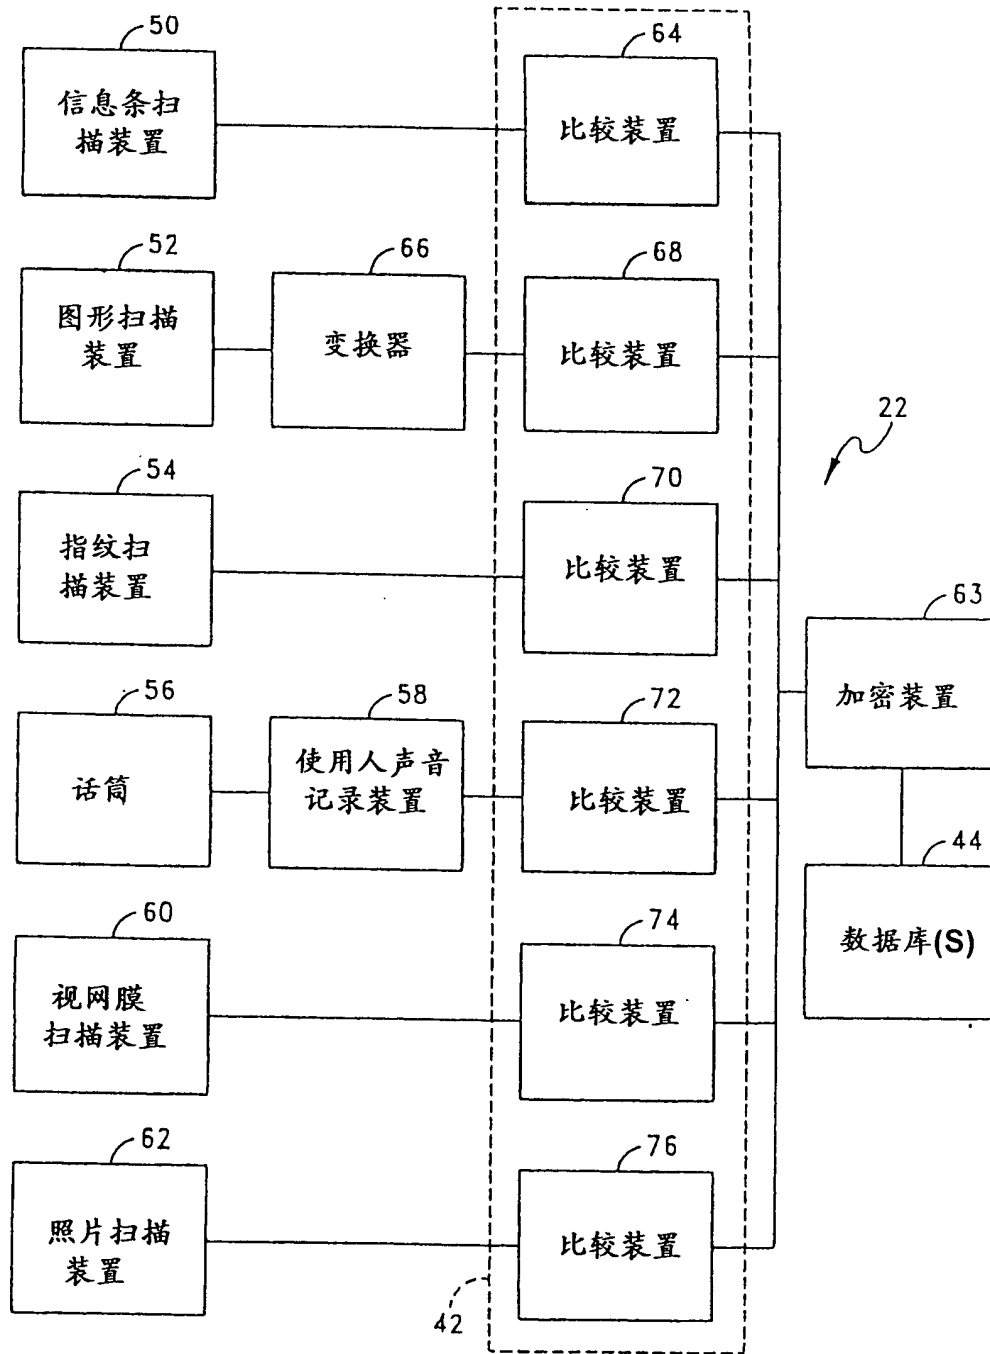 50
信息条扫
描装置
64
比较装置
52
图形扫描
装置
66
变换器
68
比较装置
22
54
指纹扫
描装置
70
比较装置
63
加密装置
56
话筒
58
使用人声音
记录装置
72
比较装置
44
数据库(S)
60
视网膜
扫描装置
74
比较装置
62
照片扫描
装置
76
比较装置
42